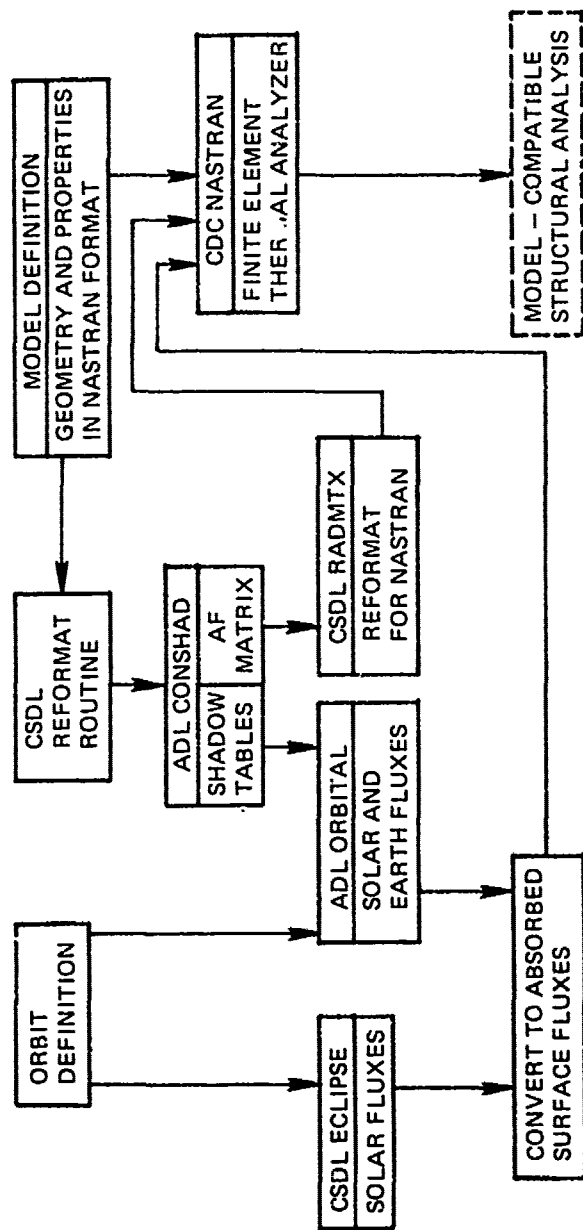 ORBIT
DEFINITION
CSDL
REFORMAT
ROUTINE
MODEL DEFINITION
GEOMETRY AND PROPERTIES
IN NASTRAN FORMAT
ADL CONSHAD
SHADOW
TABLES
AF
MATRIX
CDC NASTRAN
FINITE ELEMENT
ANALYZER
CSDL ECLIPSE
SOLAR FLUXES
ADL ORBITAL
SOLAR AND
EARTH FLUXES
CSDL RADMTX
REFORMAT
FOR NASTRAN
CONVERT TO ABSORBED
SURFACE FLUXES
MODEL – COMPATIBLE
STRUCTURAL ANALYSIS